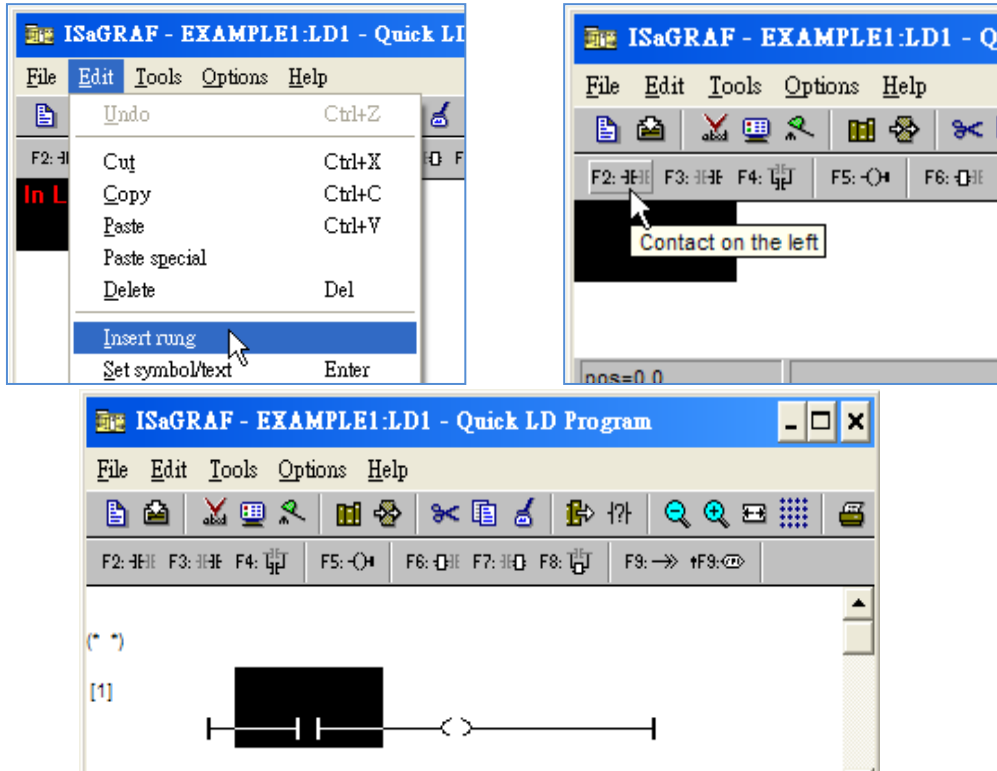 ISaGRAF - EXAMPLE1:LD1 - Quick LD
File Edit Tools Options Help
Undo Ctrl+Z
F2:
Cut Ctrl+X
Copy Ctrl+C
In L
Paste Ctrl+V
Paste special
Delete Del
Insert rung
Set symbol/text Enter
ISaGRAF - EXAMPLE1:LD1 - Q
File Edit Tools Options Help
abcd
F2: F3: F4: F5: F6:
Contact on the left
pos=0,0
ISaGRAF - EXAMPLE1:LD1 - Quick LD Program
File Edit Tools Options Help
abcd
F2: F3: F4: F5: F6: F7: F8: F9: ↑F9:
(* *)
[1]